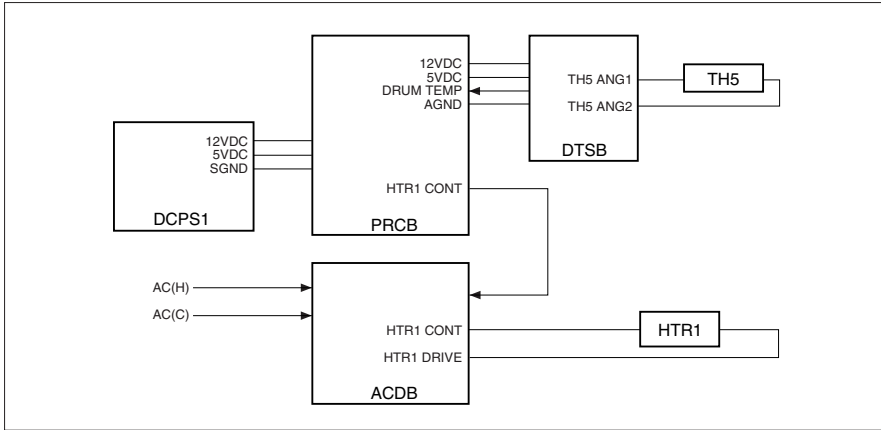 12VDC
5VDC
DRUM TEMP
AGND
HTR1 CONT
PRCB
TH5 ANG1
TH5 ANG2
DTSB
TH5
12VDC
5VDC
SGND
DCPS1
AC(H)
AC(C)
HTR1 CONT
HTR1 DRIVE
ACDB
HTR1